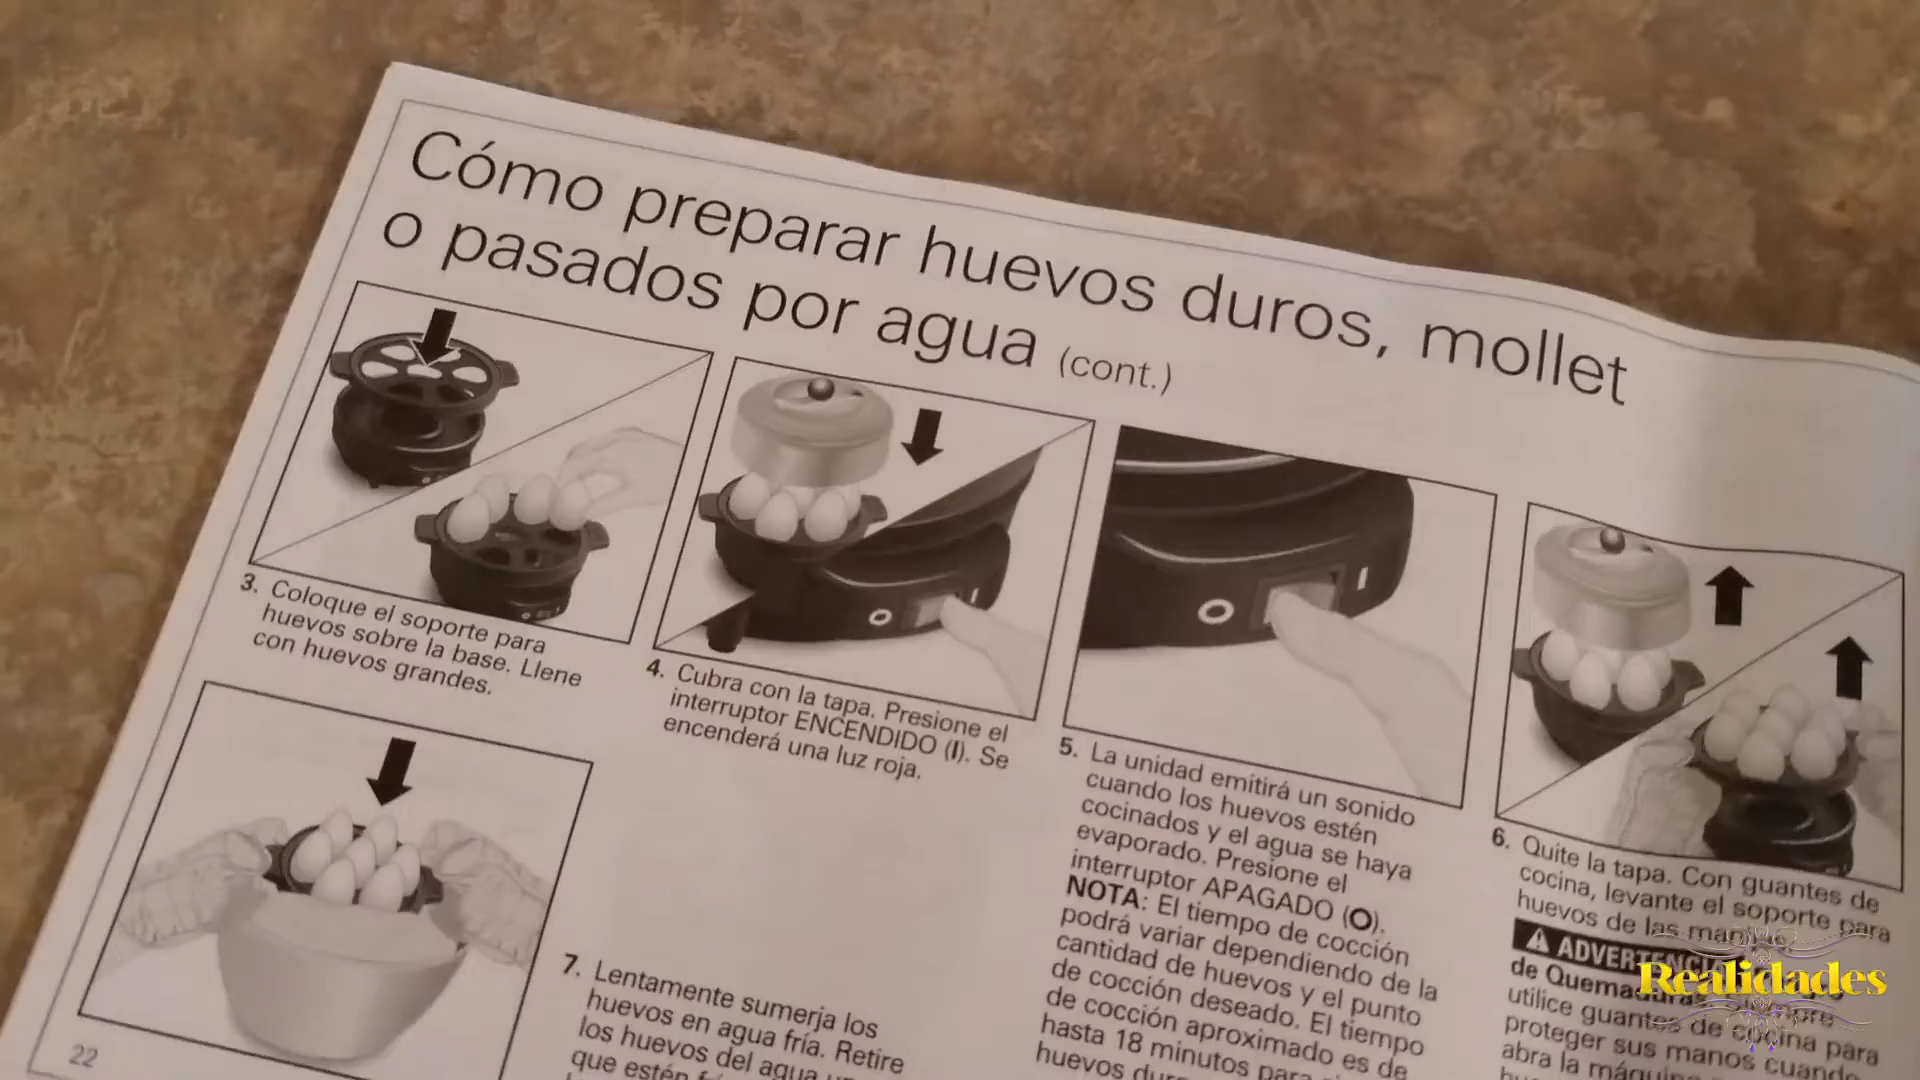 Cómo preparar huevos duros, mollet
o pasados por agua (cont.)
3. Coloque el soporte para
huevos sobre la base. Llene
con huevos grandes.
4. Cubra con la tapa. Presione el
interruptor ENCENDIDO (I). Se
encenderá una luz roja.
5. La unidad emitirá un sonido
cuando los huevos estén
cocinados y el agua se haya
evaporado. Presione el
interruptor APAGADO (O).
NOTA: El tiempo de cocción
podrá variar dependiendo de la
cantidad de huevos y el punto
de cocción deseado. El tiempo
de cocción aproximado es de
hasta 18 minutos para
huevos
6. Quite la tapa. Con guantes de
cocina, levante el soporte para
huevos de las
ADVERTENCIA
de Quemaduras
utilice guantes de cocina para
proteger sus manos cuando
abra la
7. Lentamente sumerja los
huevos en agua fría. Retire
los huevos del agua
que estén
22
Realidades